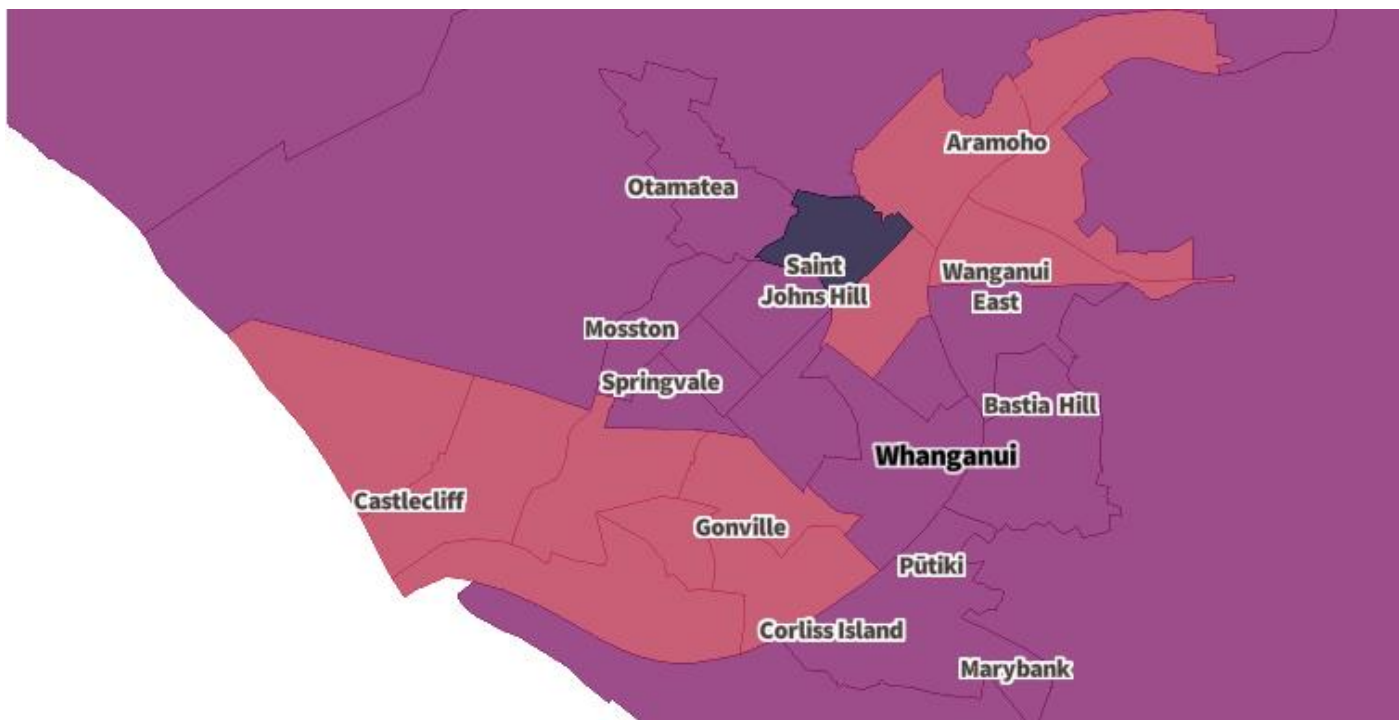 Aramoho
Otamatea
Saint
Johns Hill
Wanganui
East
Mosston
Springvale
Bastia Hill
Whanganui
Castlecliff
Gonville
Pūtiki
Corliss Island
Marybank